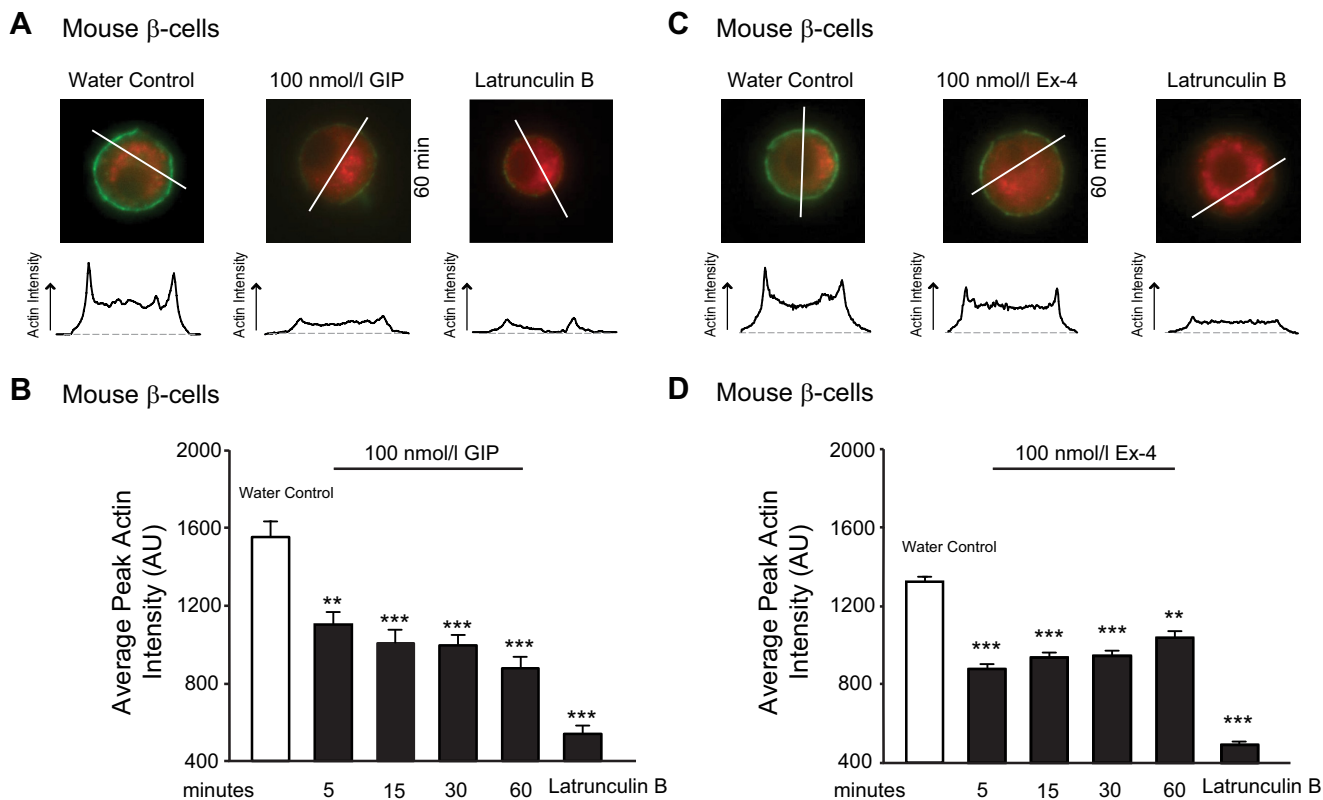 A Mouse β-cells
Water Control 100 nmol/l GIP Latrunculin B
60 min
Actin Intensity
Actin Intensity
Actin Intensity
B Mouse β-cells
Average Peak Actin
Intensity (AU)
2000
1600
1200
800
400
100 nmol/l GIP
Water Control
**
***
***
***
***
minutes 5 15 30 60 Latrunculin B
C Mouse β-cells
Water Control 100 nmol/l Ex-4 Latrunculin B
60 min
Actin Intensity
Actin Intensity
Actin Intensity
D Mouse β-cells
Average Peak Actin
Intensity (AU)
2000
1600
1200
800
400
100 nmol/l Ex-4
Water Control
***
***
***
**
***
minutes 5 15 30 60 Latrunculin B